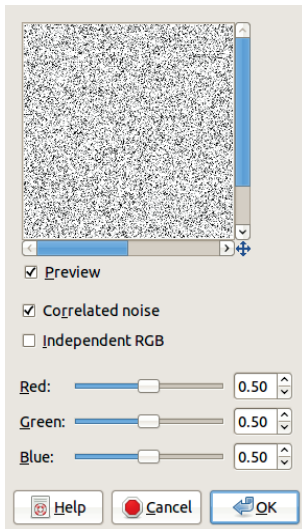 Preview
Correlated noise
Independent RGB
Red: 0.50
Green: 0.50
Blue: 0.50
Help Cancel OK